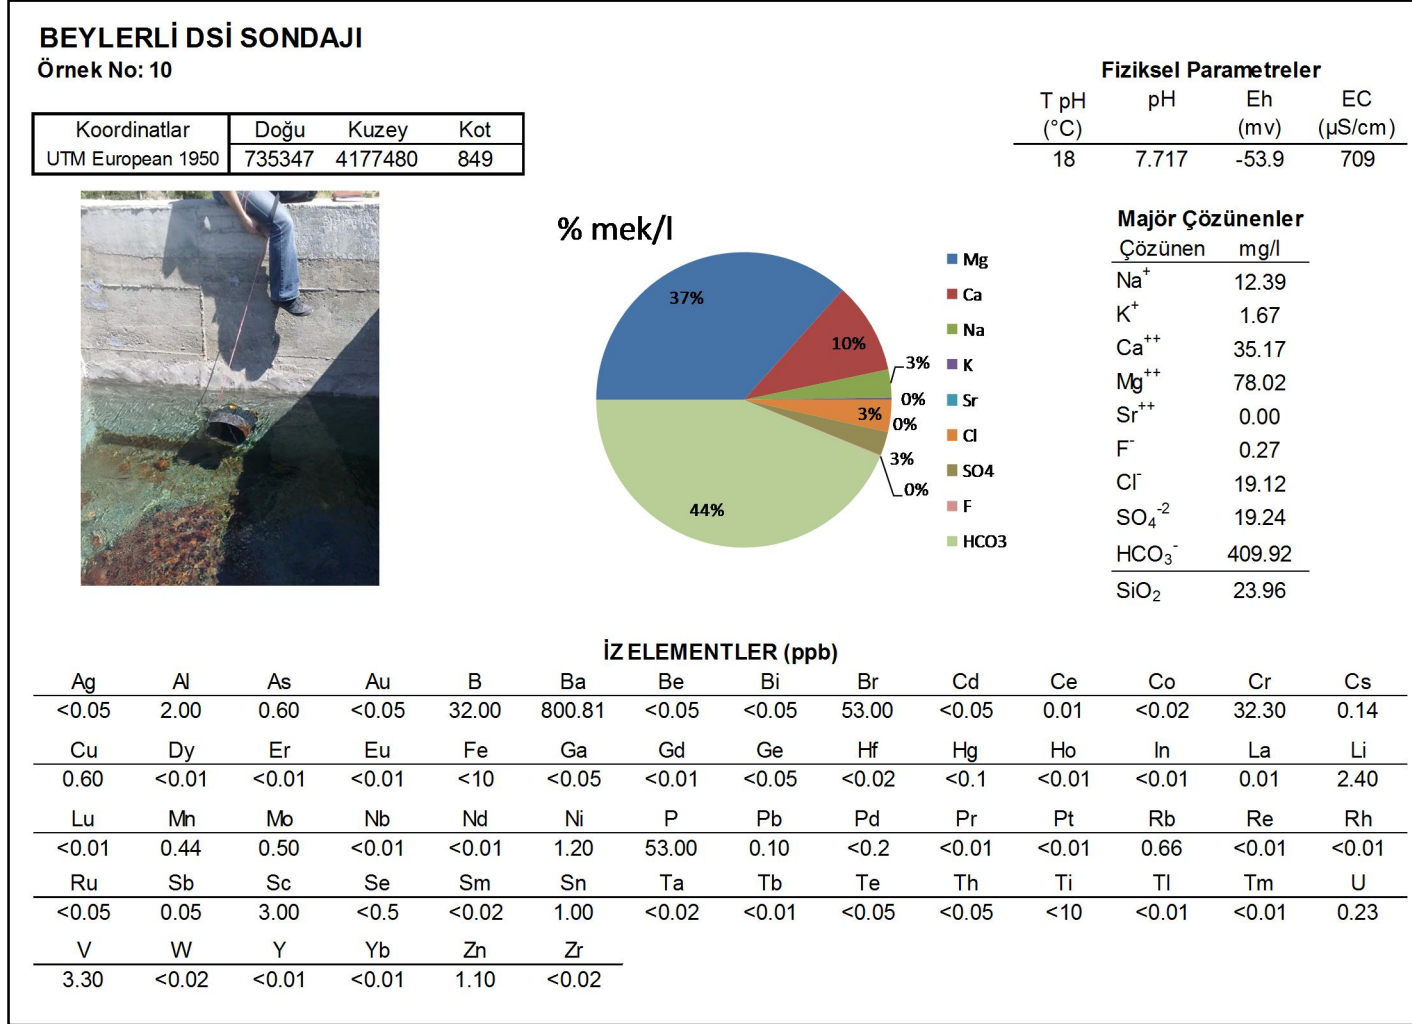 BEYLERLİ DSİ SONDAJI
Örnek No: 10
Koordinatlar Doğu Kuzey Kot
UTM European 1950 735347 4177480 849
Fiziksel Parametreler
T pH pH Eh EC
(°C) (mv) (µS/cm)
18 7.717 -53.9 709
% mek/l
37%
10%
3%
0%
3%
0%
3%
0%
44%
Mg
Ca
Na
K
Sr
Cl
SO4
F
HCO3
Majör Çözünenler
Çözünen mg/l
Na⁺ 12.39
K⁺ 1.67
Ca⁺⁺ 35.17
Mg⁺⁺ 78.02
Sr⁺⁺ 0.00
F⁻ 0.27
Cl⁻ 19.12
SO₄⁻² 19.24
HCO₃⁻ 409.92
SiO₂ 23.96
İZ ELEMENTLER (ppb)
Ag Al As Au B Ba Be Bi Br Cd Ce Co Cr Cs
<0.05 2.00 0.60 <0.05 32.00 800.81 <0.05 <0.05 53.00 <0.05 0.01 <0.02 32.30 0.14
Cu Dy Er Eu Fe Ga Gd Ge Hf Hg Ho In La Li
0.60 <0.01 <0.01 <0.01 <10 <0.05 <0.01 <0.05 <0.02 <0.1 <0.01 <0.01 0.01 2.40
Lu Mn Mo Nb Nd Ni P Pb Pd Pr Pt Rb Re Rh
<0.01 0.44 0.50 <0.01 <0.01 1.20 53.00 0.10 <0.2 <0.01 <0.01 0.66 <0.01 <0.01
Ru Sb Sc Se Sm Sn Ta Tb Te Th Ti Tl Tm U
<0.05 0.05 3.00 <0.5 <0.02 1.00 <0.02 <0.01 <0.05 <0.05 <10 <0.01 <0.01 0.23
V W Y Yb Zn Zr
3.30 <0.02 <0.01 <0.01 1.10 <0.02